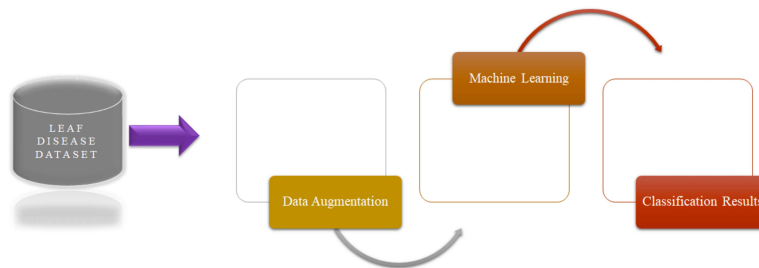 LEAF
DISEASE
DATASET
Data Augmentation
Machine Learning
Classification Results